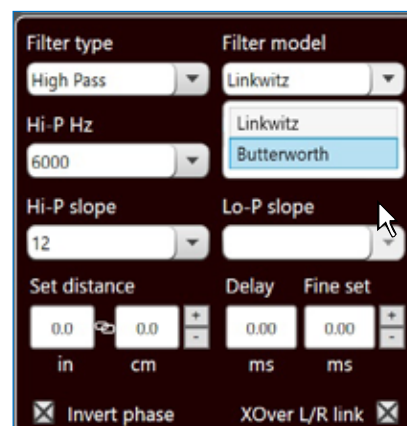 Filter type Filter model
High Pass Linkwitz
Linkwitz
Hi-P Hz
Butterworth
6000
Hi-P slope Lo-P slope
12
Set distance Delay Fine set
0.0 0.0 + - 0.00 0.00 + -
in cm ms ms
Invert phase XOver L/R link